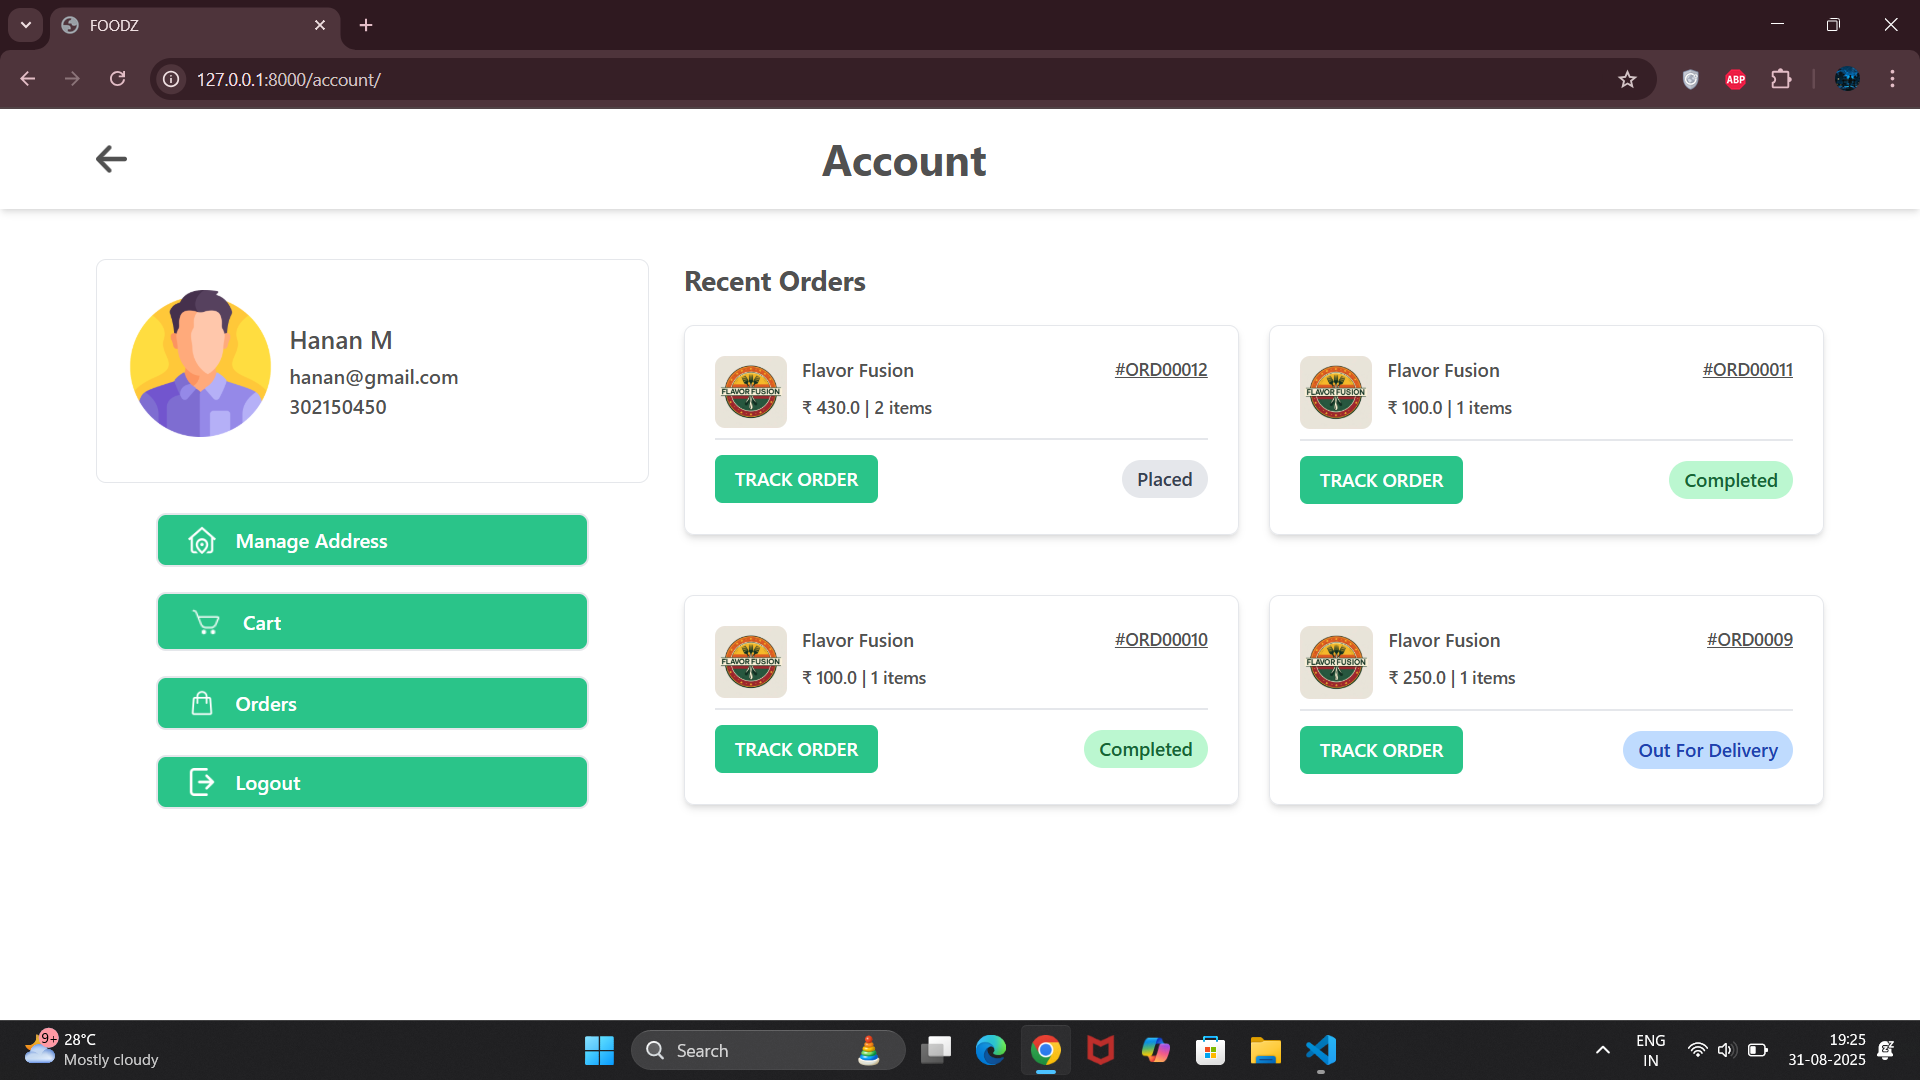 FOODZ
127.0.0.1:8000/account/
ABP
Account
Hanan M
hanan@gmail.com
302150450
Manage Address
Cart
Orders
Logout
Recent Orders
FLAVOR FUSION
Flavor Fusion
#ORD00012
₹ 430.0 | 2 items
TRACK ORDER
Placed
FLAVOR FUSION
Flavor Fusion
#ORD00011
₹ 100.0 | 1 items
TRACK ORDER
Completed
FLAVOR FUSION
Flavor Fusion
#ORD00010
₹ 100.0 | 1 items
TRACK ORDER
Completed
FLAVOR FUSION
Flavor Fusion
#ORD0009
₹ 250.0 | 1 items
TRACK ORDER
Out For Delivery
9+
28°C
Mostly cloudy
Search
ENG
IN
19:25
31-08-2025